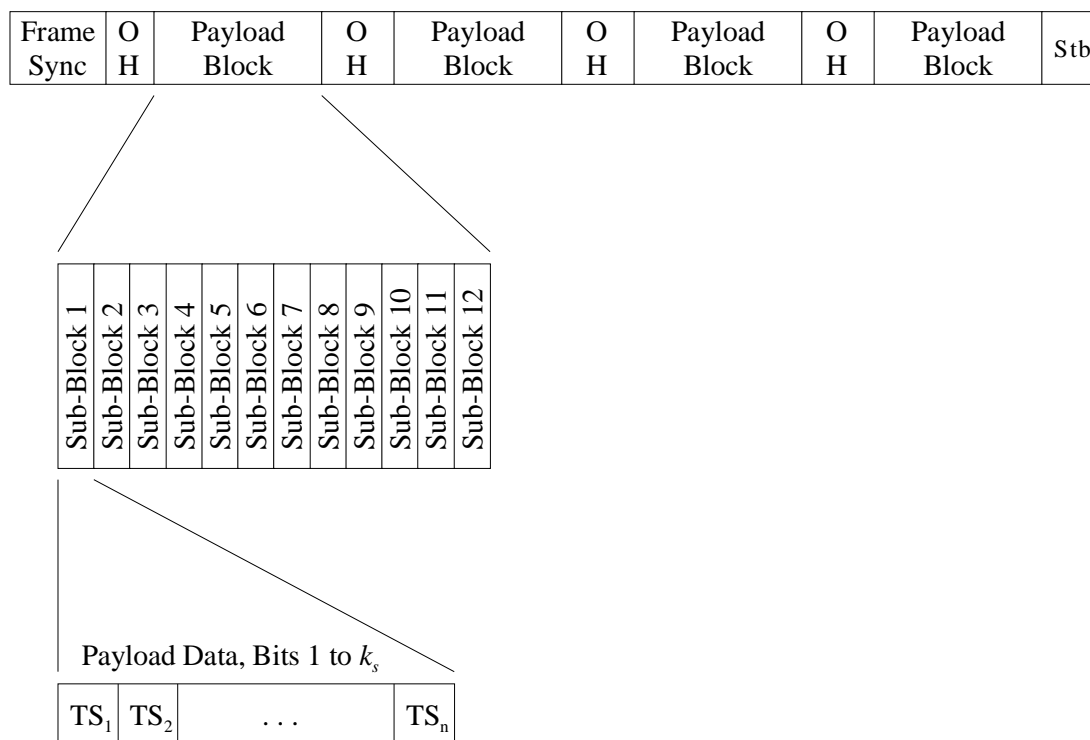 Frame Sync O H Payload Block O H Payload Block O H Payload Block O H Payload Block Stb
Sub-Block 1
Sub-Block 2
Sub-Block 3
Sub-Block 4
Sub-Block 5
Sub-Block 6
Sub-Block 7
Sub-Block 8
Sub-Block 9
Sub-Block 10
Sub-Block 11
Sub-Block 12
Payload Data, Bits 1 to kₛ
TS₁ TS₂ . . . TSₙ